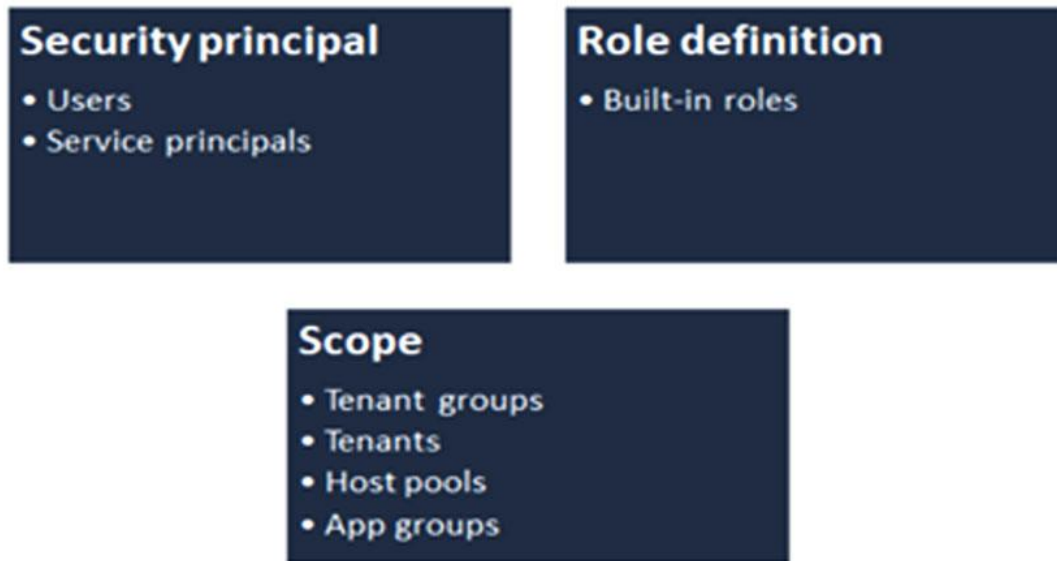 Security principal
• Users
• Service principals
Role definition
• Built-in roles
Scope
• Tenant groups
• Tenants
• Host pools
• App groups